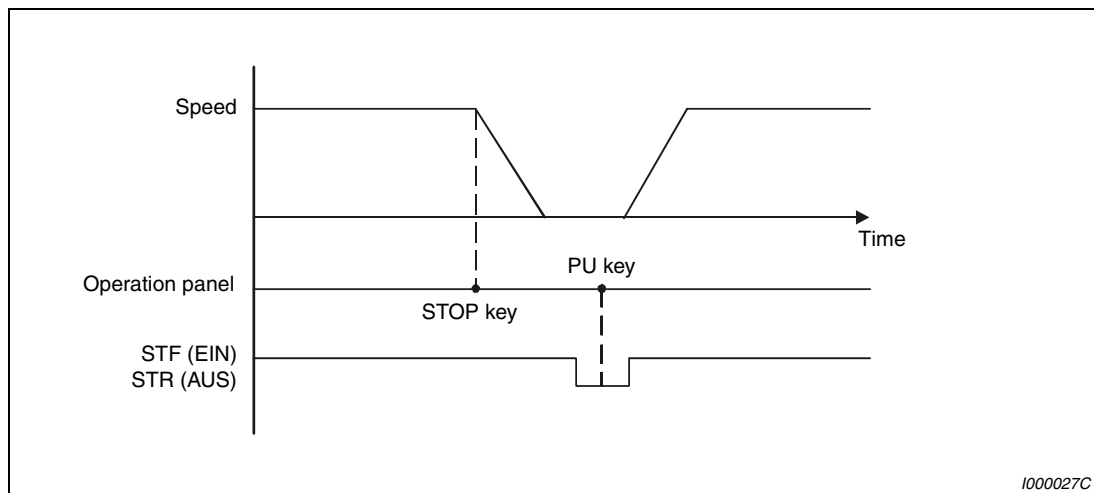 Speed
Time
Operation panel
PU key
STOP key
STF (EIN)
STR (AUS)
I000027C